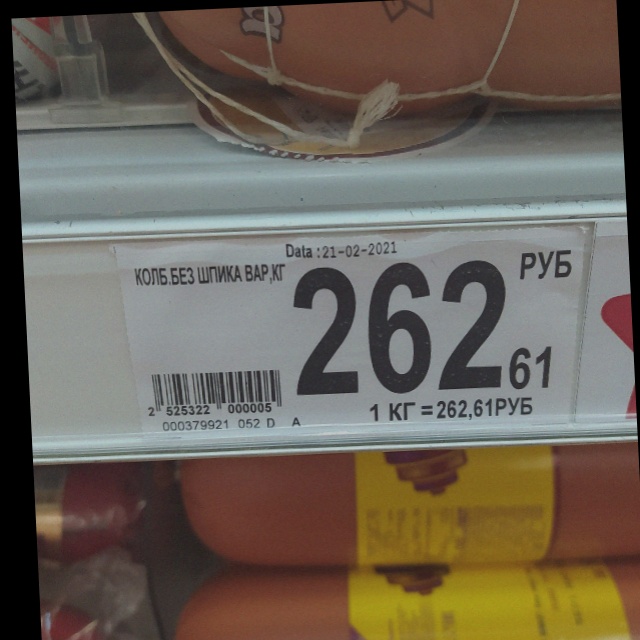 Data :21-02-2021
КОЛБ.БЕЗ ШПИКА ВАР,КГ
262 61 РУБ
1 КГ = 262,61РУБ
2 525322 000005
000379921 052 D A